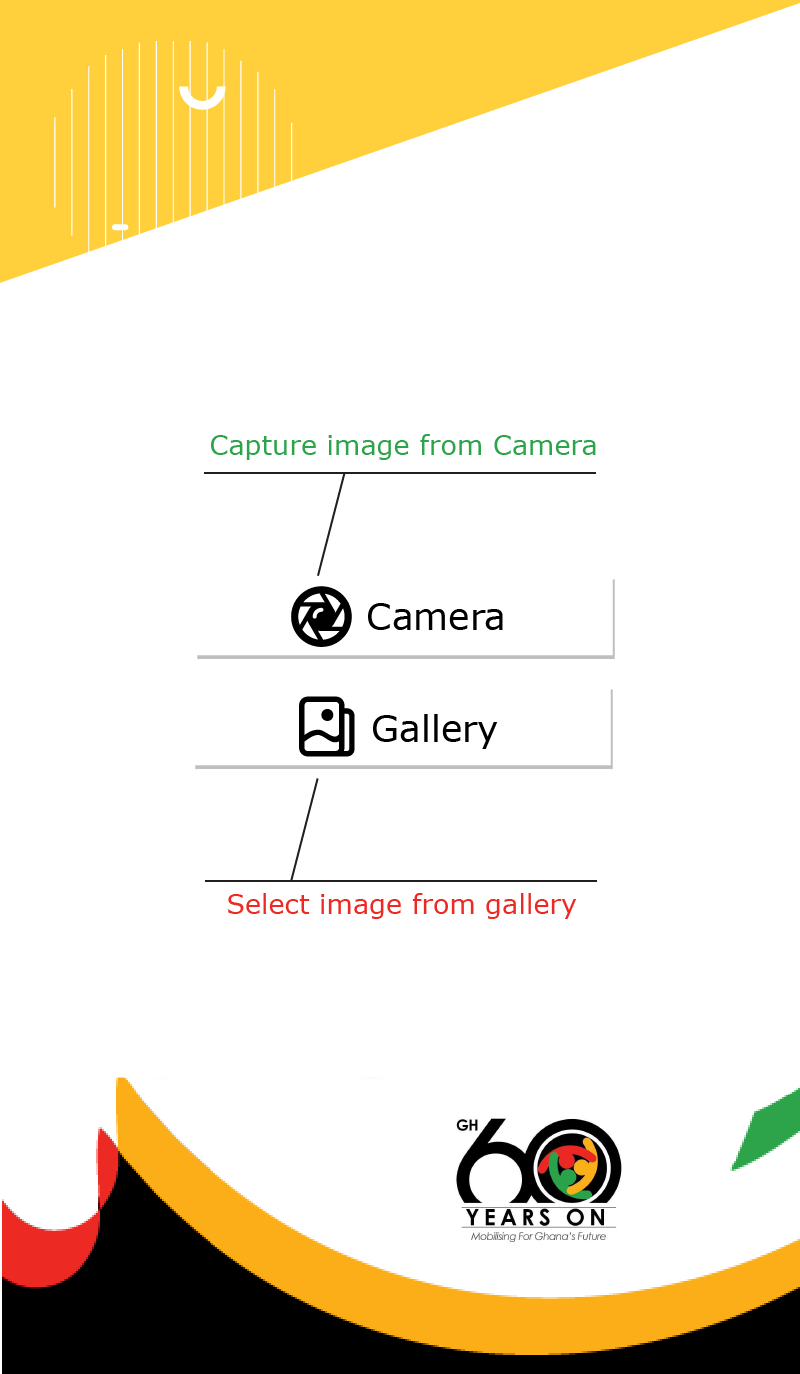 Capture image from Camera
Camera
Gallery
Select image from gallery
GH
60
YEARS ON
Mobilising For Ghana's Future